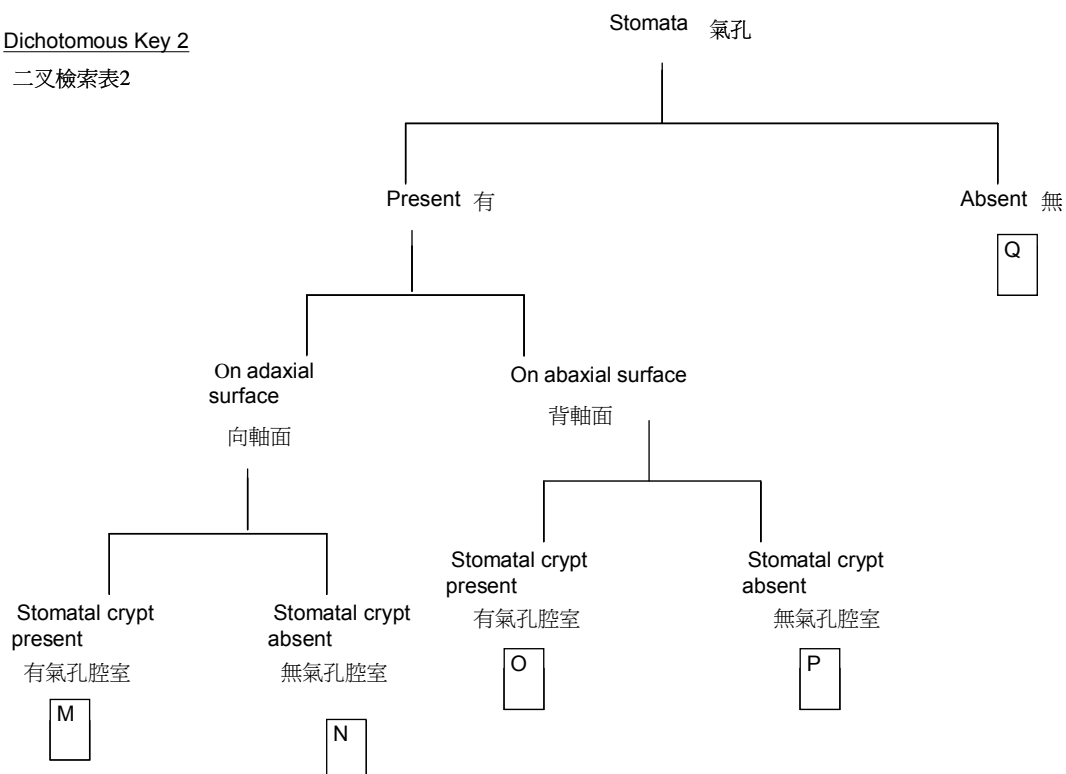 Stomata 氣孔
Dichotomous Key 2
二叉檢索表2
Present 有
Absent 無
Q
On adaxial
surface
向軸面
On abaxial surface
背軸面
Stomatal crypt
present
有氣孔腔室
O
Stomatal crypt
absent
無氣孔腔室
P
Stomatal crypt
present
有氣孔腔室
M
Stomatal crypt
absent
無氣孔腔室
N